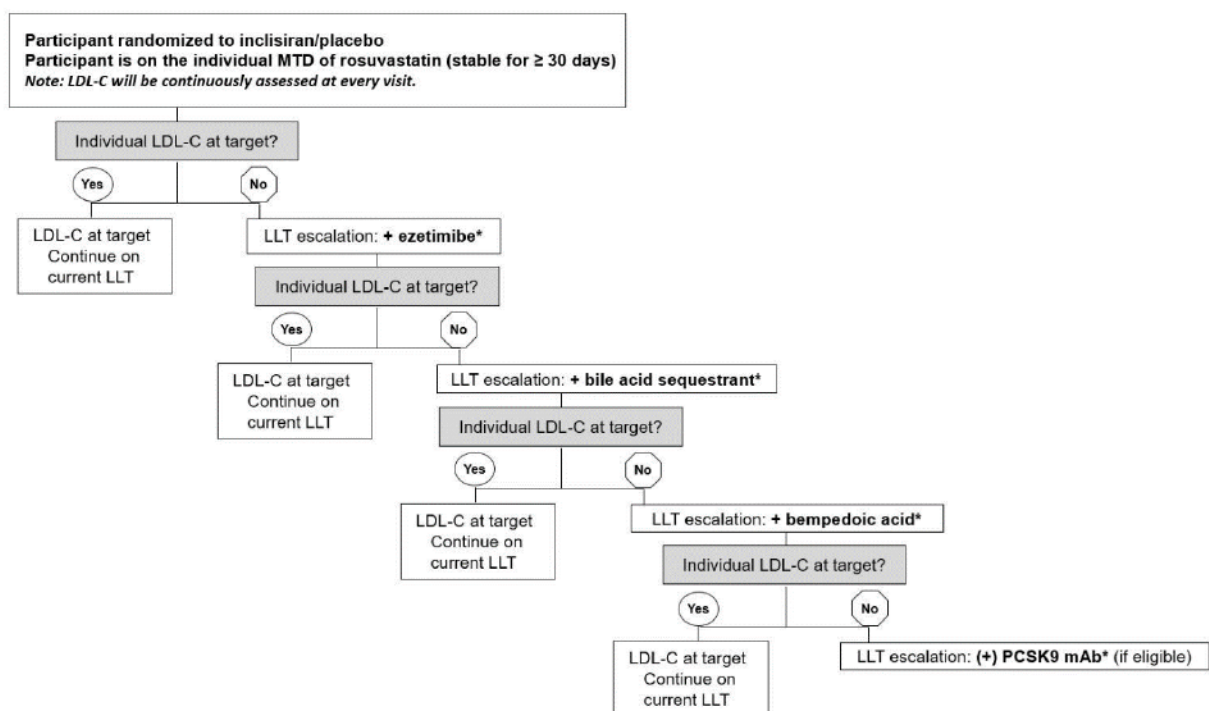 Participant randomized to inclisiran/placebo
Participant is on the individual MTD of rosuvastatin (stable for ≥ 30 days)
Note: LDL-C will be continuously assessed at every visit.
Individual LDL-C at target?
Yes
No
LDL-C at target
Continue on
current LLT
LLT escalation: + ezetimibe*
Individual LDL-C at target?
Yes
No
LDL-C at target
Continue on
current LLT
LLT escalation: + bile acid sequestrant*
Individual LDL-C at target?
Yes
No
LDL-C at target
Continue on
current LLT
LLT escalation: + bempedoic acid*
Individual LDL-C at target?
Yes
No
LDL-C at target
Continue on
current LLT
LLT escalation: (+) PCSK9 mAb* (if eligible)